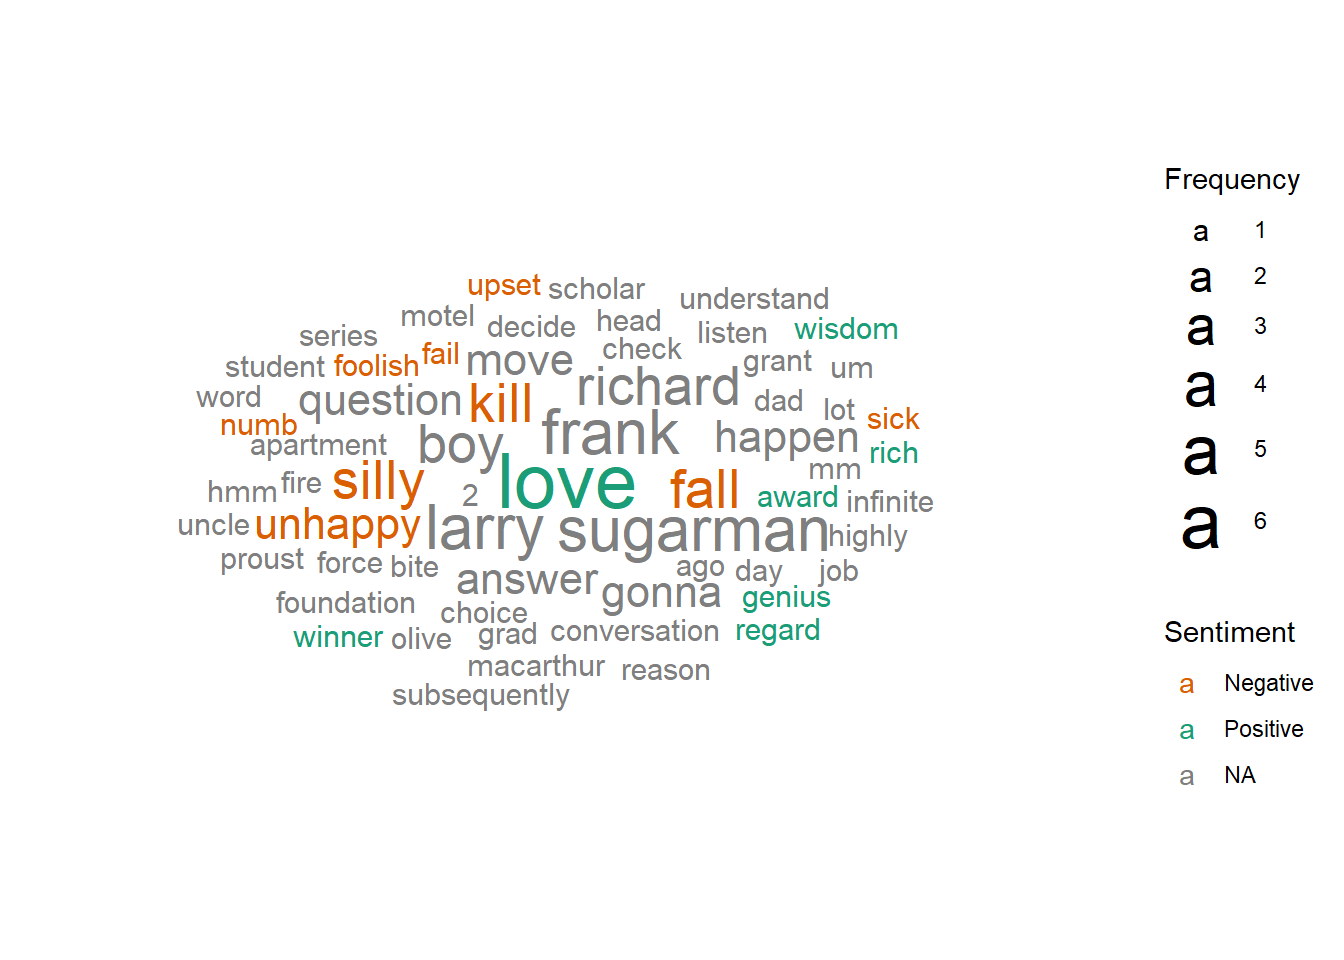 upset scholar understand
motel decide head listen wisdom
series check
student foolish fail move grant um
word question kill richard dad lot sick
numb boy frank happen rich
apartment mm
hmm fire silly 2 love fall award infinite
uncle unhappy larry sugarman highly
proust force bite answer ago day job
foundation choice gonna genius
winner olive grad conversation regard
macarthur reason
subsequently
Frequency
a 1
a 2
a 3
a 4
a 5
a 6
Sentiment
a Negative
a Positive
a NA